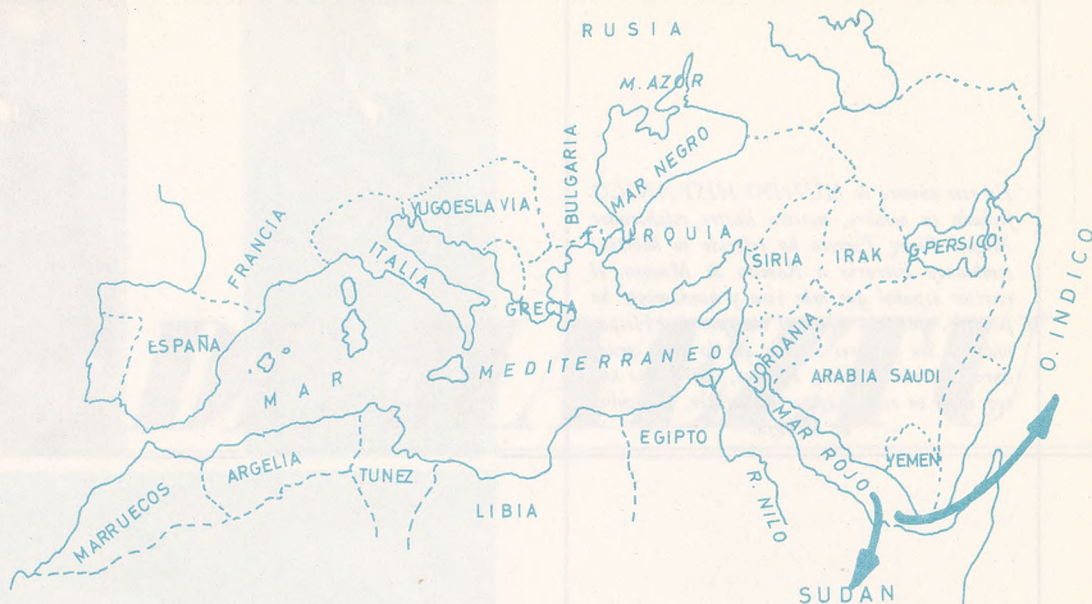 RUSIA
M. AZOR
MAR NEGRO
BULGARIA
YUGOESLAVIA
FRANCIA
ITALIA
TURQUIA
SIRIA
IRAK
G. PERSICO
O. INDICO
GRECIA
ESPAÑA
JORDANIA
MAR MEDITERRANEO
ARABIA SAUDI
MAR ROJO
EGIPTO
YEMEN
ARGELIA
TUNEZ
MARRUECOS
LIBIA
R. NILO
SUDAN